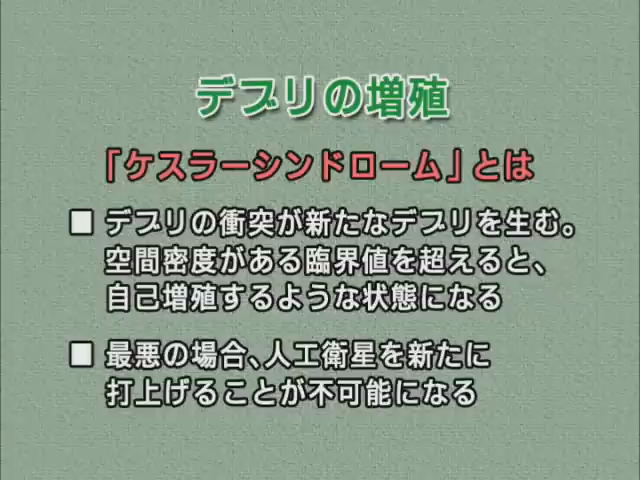 デブリの増殖
「ケスラーシンドローム」とは
■ デブリの衝突が新たなデブリを生む。
空間密度がある臨界値を超えると、
自己増殖するような状態になる
■ 最悪の場合、人工衛星を新たに
打上げることが不可能になる